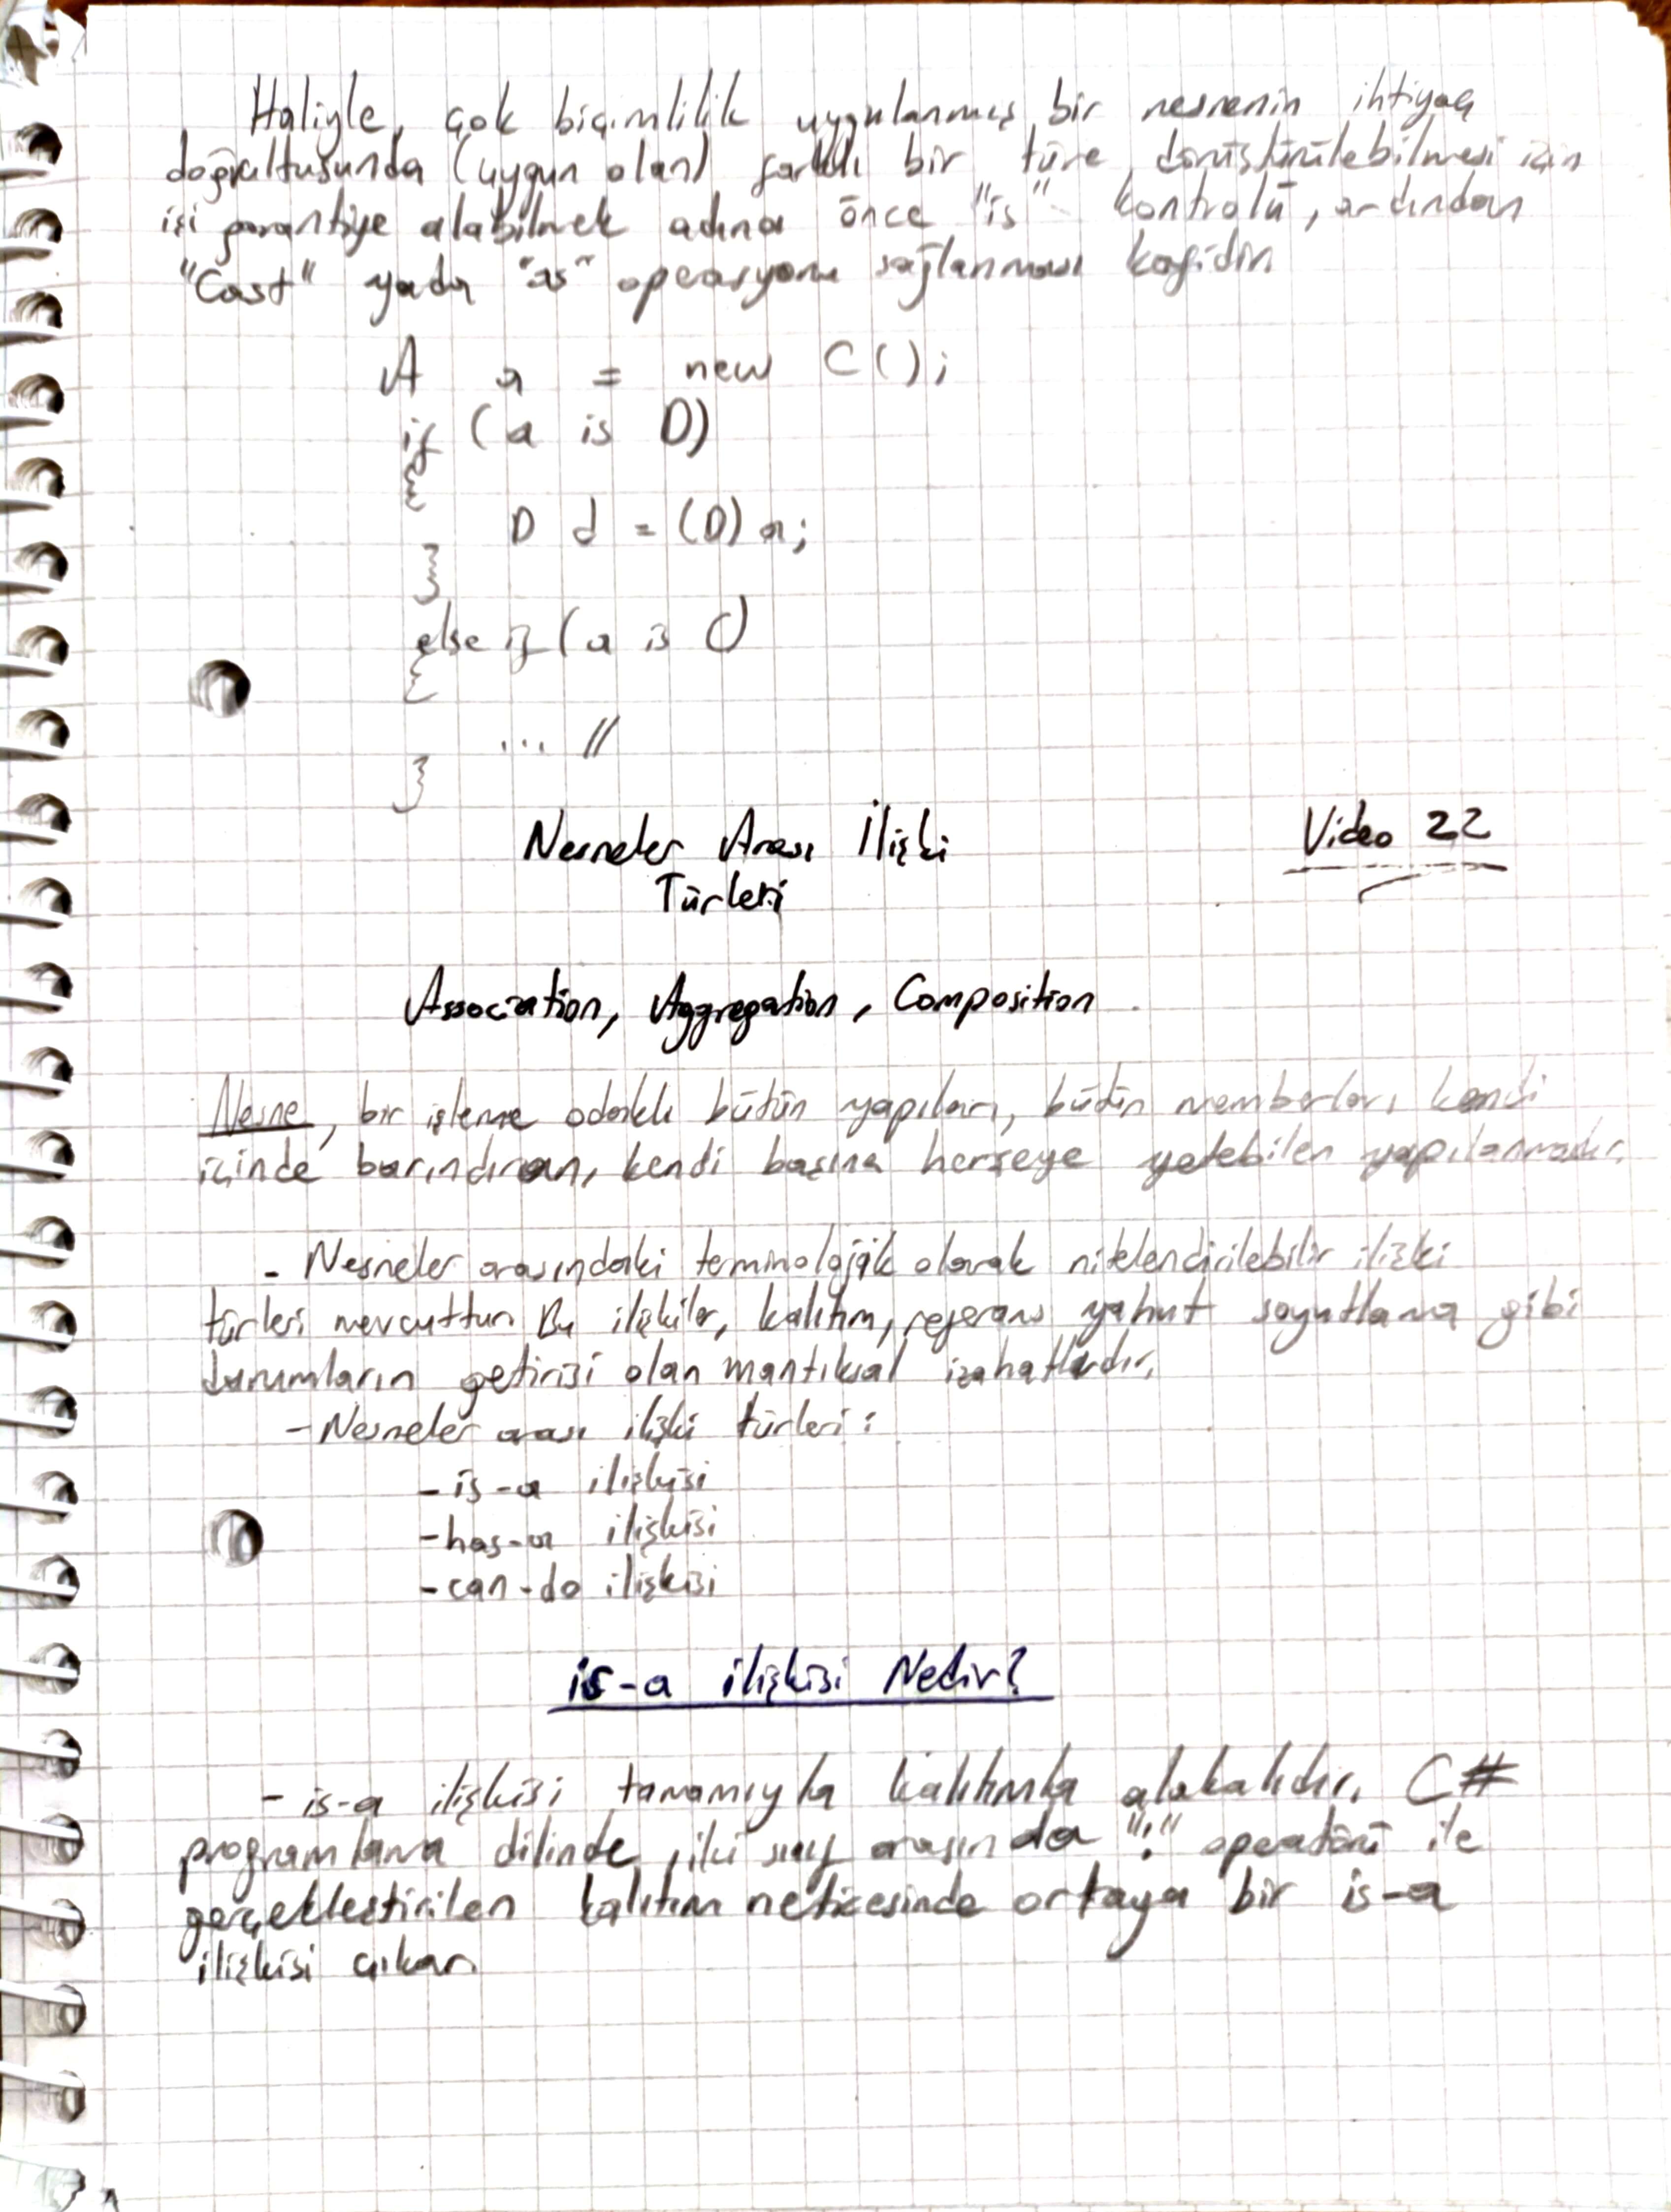 Haliyle, çok biçimlilik uygulanmış bir nesnenin ihtiyaç
doğrultusunda (uygun olan) farklı bir türe dönüştürülebilmesi için
işi garantiye alabilmek adına önce "is" kontrolü, ardından
"Cast" yada "as" operasyonu sağlanması kafidir.
A a = new C();
if (a is D)
{
D d = (D) a;
}
else if (a is C)
{
... //
}
Nesneler Arası İlişki
Türleri
Video 22
Association, Aggregation, Composition
Nesne, bir işleme odaklı bütün yapıları, bütün memberları kendi
içinde barındıran, kendi başına herşeye yetebilen yapılanmadır.
- Nesneler arasındaki terminolojik olarak nitelendirilebilir ilişki
türleri mevcuttur. Bu ilişkiler, kalıtım, referans yahut soyutlama gibi
durumların getirisi olan mantıksal izahatlardır.
- Nesneler arası ilişki türleri:
- is-a ilişkisi
- has-a ilişkisi
- can-do ilişkisi
is-a ilişkisi Nedir?
- is-a ilişkisi tamamıyla kalıtımla alakalıdır. C#
programlama dilinde, iki sınıf arasında ":" operatörü ile
gerçekleştirilen kalıtım neticesinde ortaya bir is-a
ilişkisi çıkar.